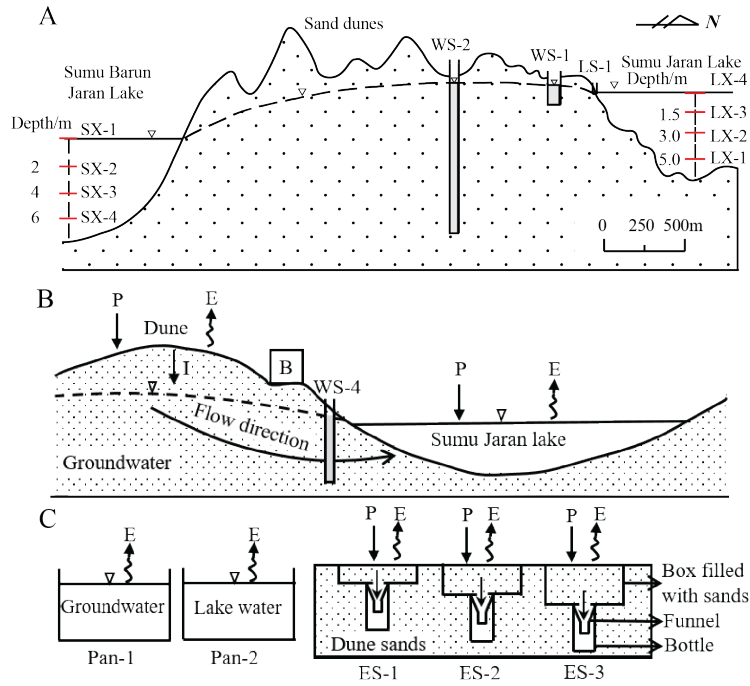 A
Sand dunes
N
WS-2
WS-1
LS-1
Sumu Jaran Lake
Depth/m
LX-4
1.5
LX-3
3.0
LX-2
5.0
LX-1
Sumu Barun
Jaran Lake
Depth/m
SX-1
2
SX-2
4
SX-3
6
SX-4
0
250
500m
B
P
E
Dune
I
B
WS-4
P
E
Flow direction
Sumu Jaran lake
Groundwater
C
E
E
Groundwater
Lake water
Pan-1
Pan-2
P
E
P
E
P
E
Box filled
with sands
Funnel
Bottle
Dune sands
ES-1
ES-2
ES-3